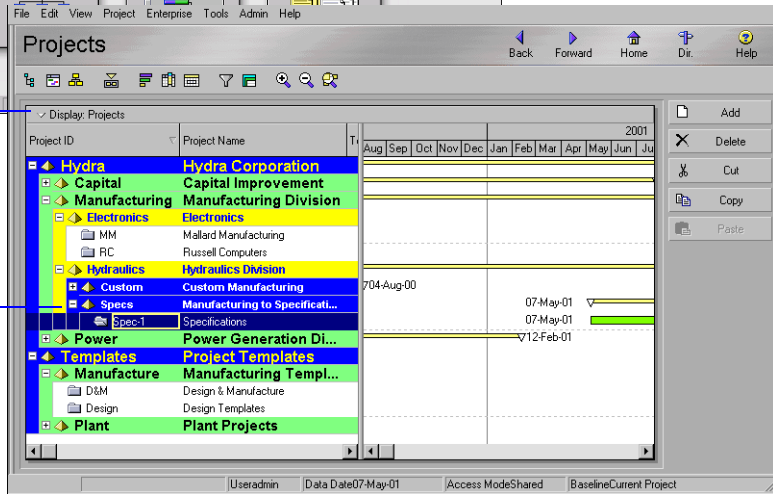 File Edit View Project Enterprise Tools Admin Help
Projects
Back Forward Home Dir. Help
Display: Projects
Project ID Project Name
2001
Aug Sep Oct Nov Dec Jan Feb Mar Apr May Jun Ju
Hydra Hydra Corporation
Capital Capital Improvement
Manufacturing Manufacturing Division
Electronics Electronics
MM Mallard Manufacturing
RC Russell Computers
Hydraulics Hydraulics Division
Custom Custom Manufacturing 04-Aug-00
Specs Manufacturing to Specificati... 07-May-01
Spec-1 Specifications 07-May-01
Power Power Generation Di... 12-Feb-01
Templates Project Templates
Manufacture Manufacturing Templ...
D&M Design & Manufacture
Design Design Templates
Plant Plant Projects
Add
Delete
Cut
Copy
Paste
Useradmin Data Date07-May-01 Access ModeShared BaselineCurrent Project